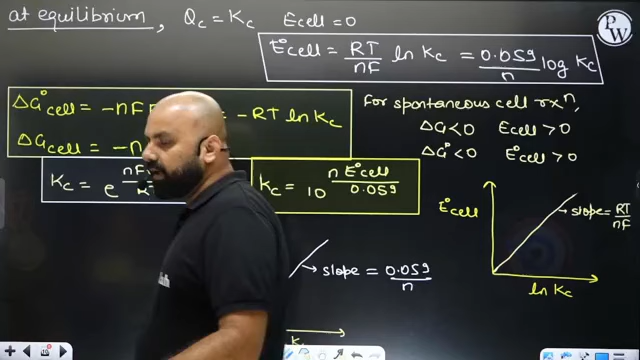 at equilibrium, Qc = Kc Ecell = 0
E°cell = RT/nF ln Kc = 0.059/n log Kc
PW
ΔG°cell = -nF = -RT ln Kc
ΔGcell = -n
For spontaneous cell rxn,
ΔG<0 Ecell>0
ΔG°<0 E°cell>0
Kc = e nF
Kc = 10 nE°cell/0.059
E°cell
slope = RT/nF
ln Kc
slope = 0.059/n